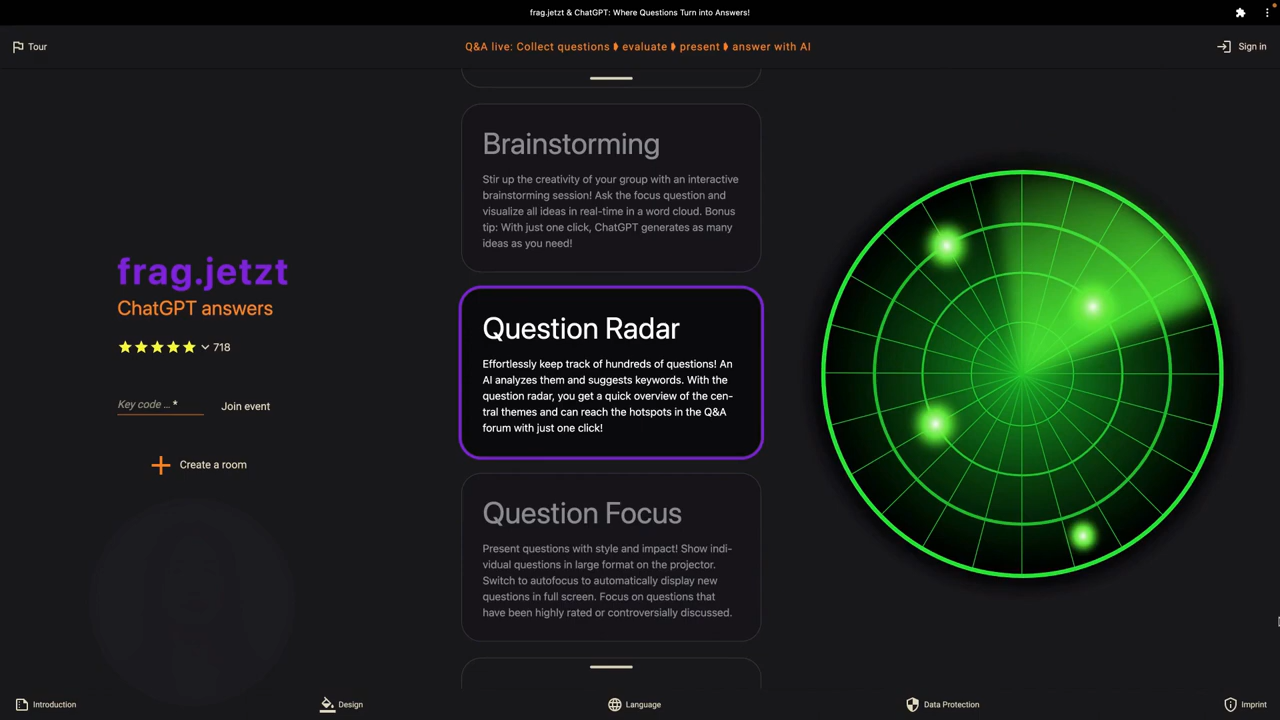 frag.jetzt & ChatGPT: Where Questions Turn into Answers!
Tour
Q&A live: Collect questions ❥ evaluate ❥ present ❥ answer with AI
Sign in
frag.jetzt
ChatGPT answers
718
Key code ... *
Join event
Create a room
Brainstorming
Stir up the creativity of your group with an interactive
brainstorming session! Ask the focus question and
visualize all ideas in real-time in a word cloud. Bonus
tip: With just one click, ChatGPT generates as many
ideas as you need!
Question Radar
Effortlessly keep track of hundreds of questions! An
AI analyzes them and suggests keywords. With the
question radar, you get a quick overview of the cen-
tral themes and can reach the hotspots in the Q&A
forum with just one click!
Question Focus
Present questions with style and impact! Show indi-
vidual questions in large format on the projector.
Switch to autofocus to automatically display new
questions in full screen. Focus on questions that
have been highly rated or controversially discussed.
Introduction
Design
Language
Data Protection
Imprint